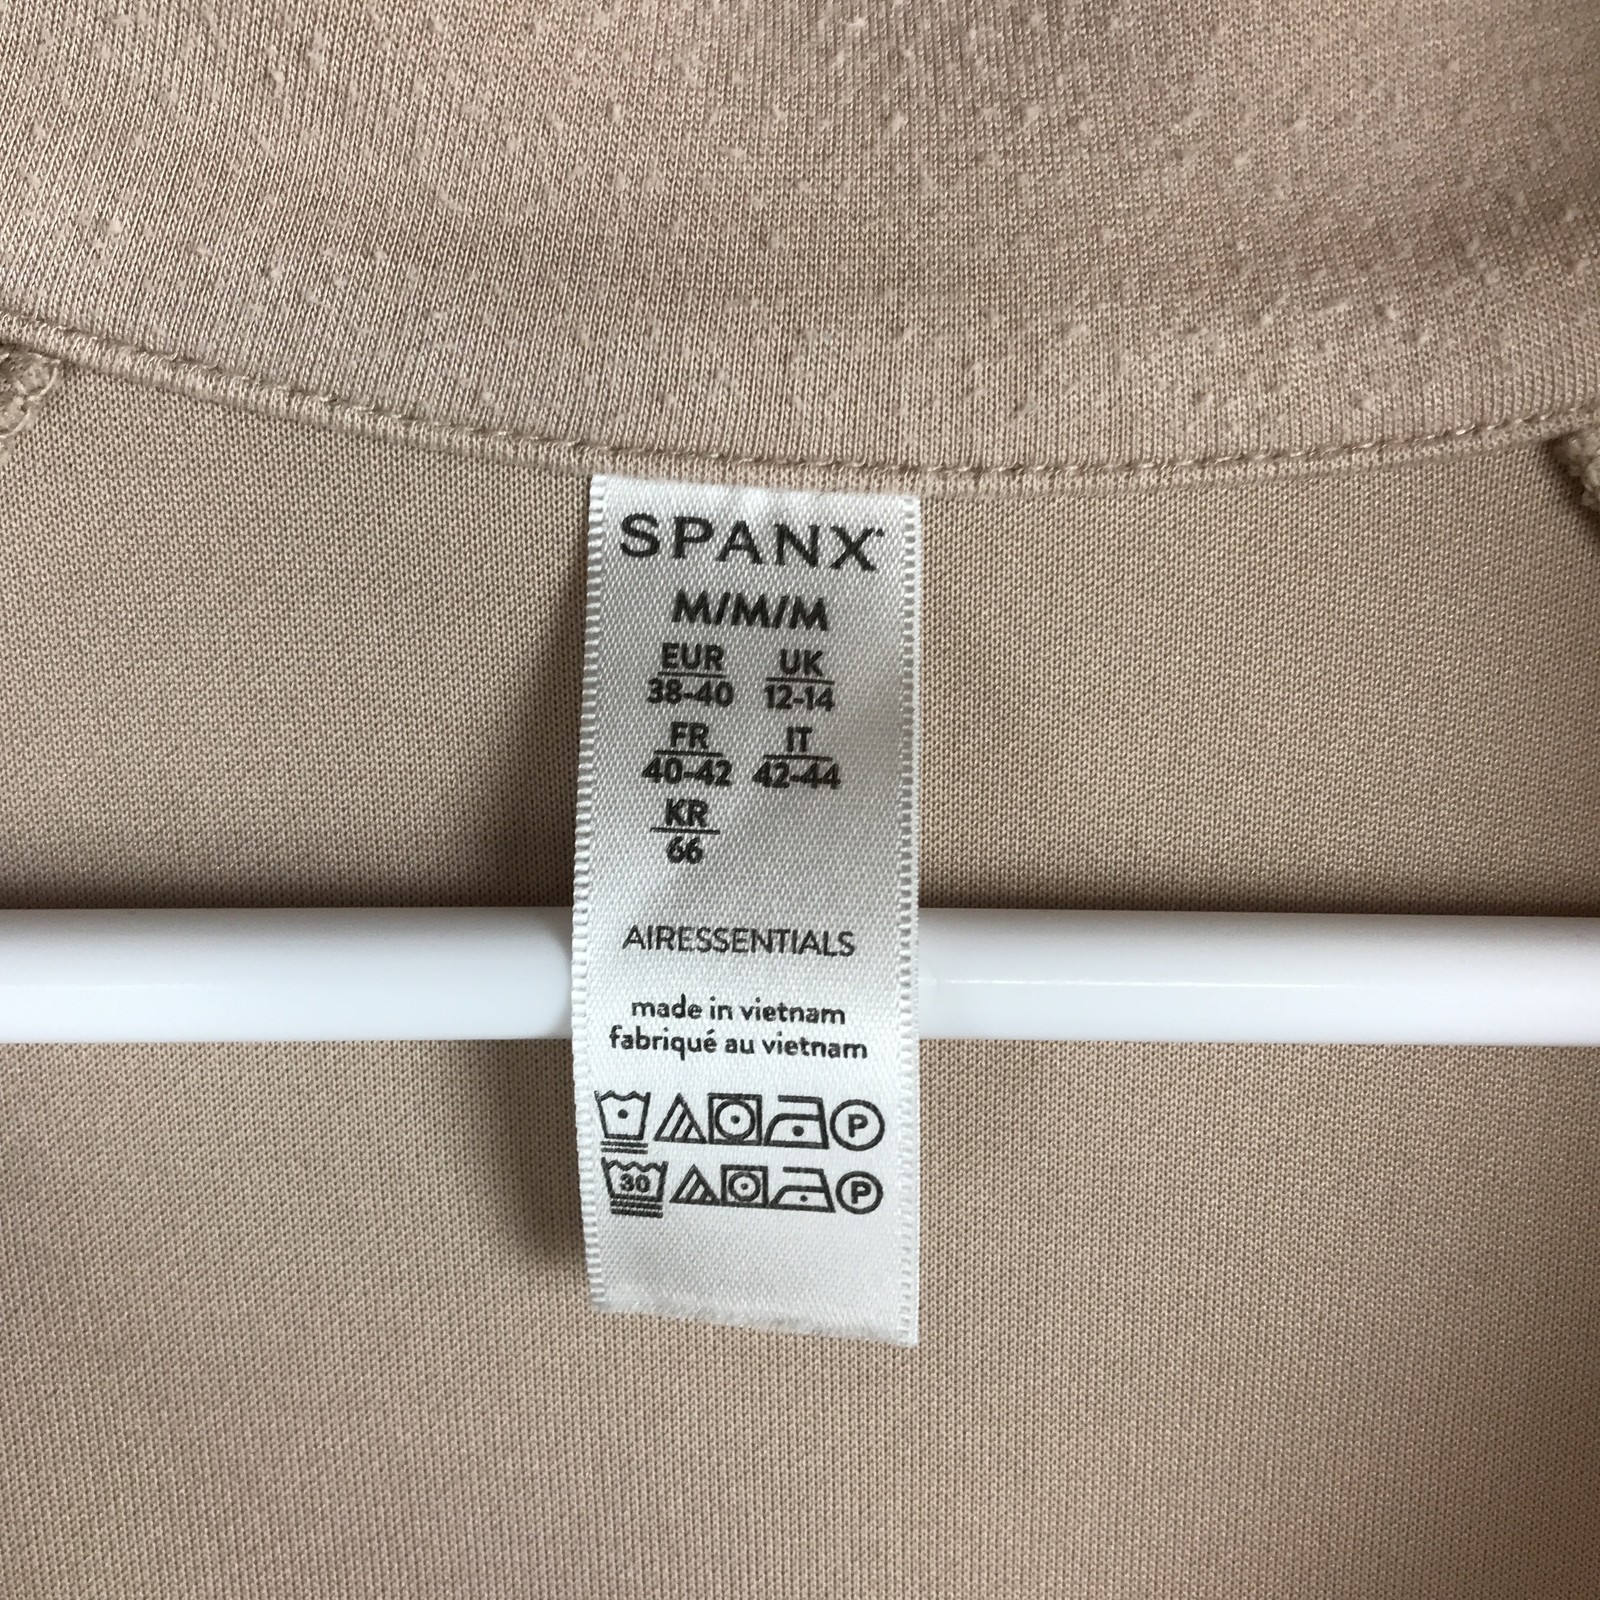 SPANX®
M/M/M
EUR UK
38-40 12-14
FR IT
40-42 42-44
KR
66
AIRESSENTIALS
made in vietnam
fabriqué au vietnam
P
30 P